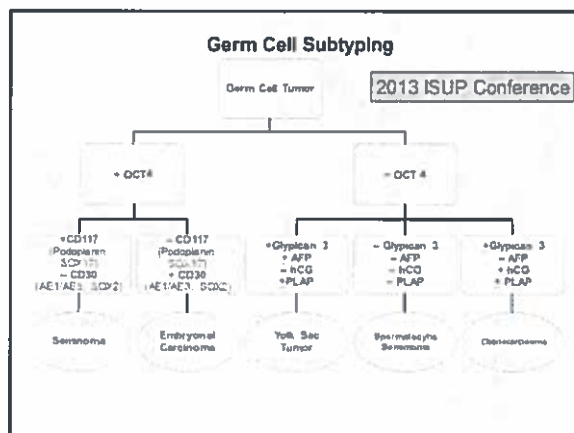 Germ Cell Subtyping
2013 ISUP Conference
Germ Cell Tumor
+ OCT4
− OCT 4
+CD117
(Podoplanin
SOX17)
− CD30
(AE1/AE3, SOX2)
− CD117
(Podoplanin
SOX17)
+ CD30
(AE1/AE3, SOX2)
+Glypican 3
+ AFP
− hCG
+PLAP
− Glypican 3
− AFP
− hCG
− PLAP
+Glypican 3
− AFP
+ hCG
+ PLAP
Seminoma
Embryonal
Carcinoma
Yolk Sac
Tumor
Spermatocytic
Seminoma
Choriocarcinoma